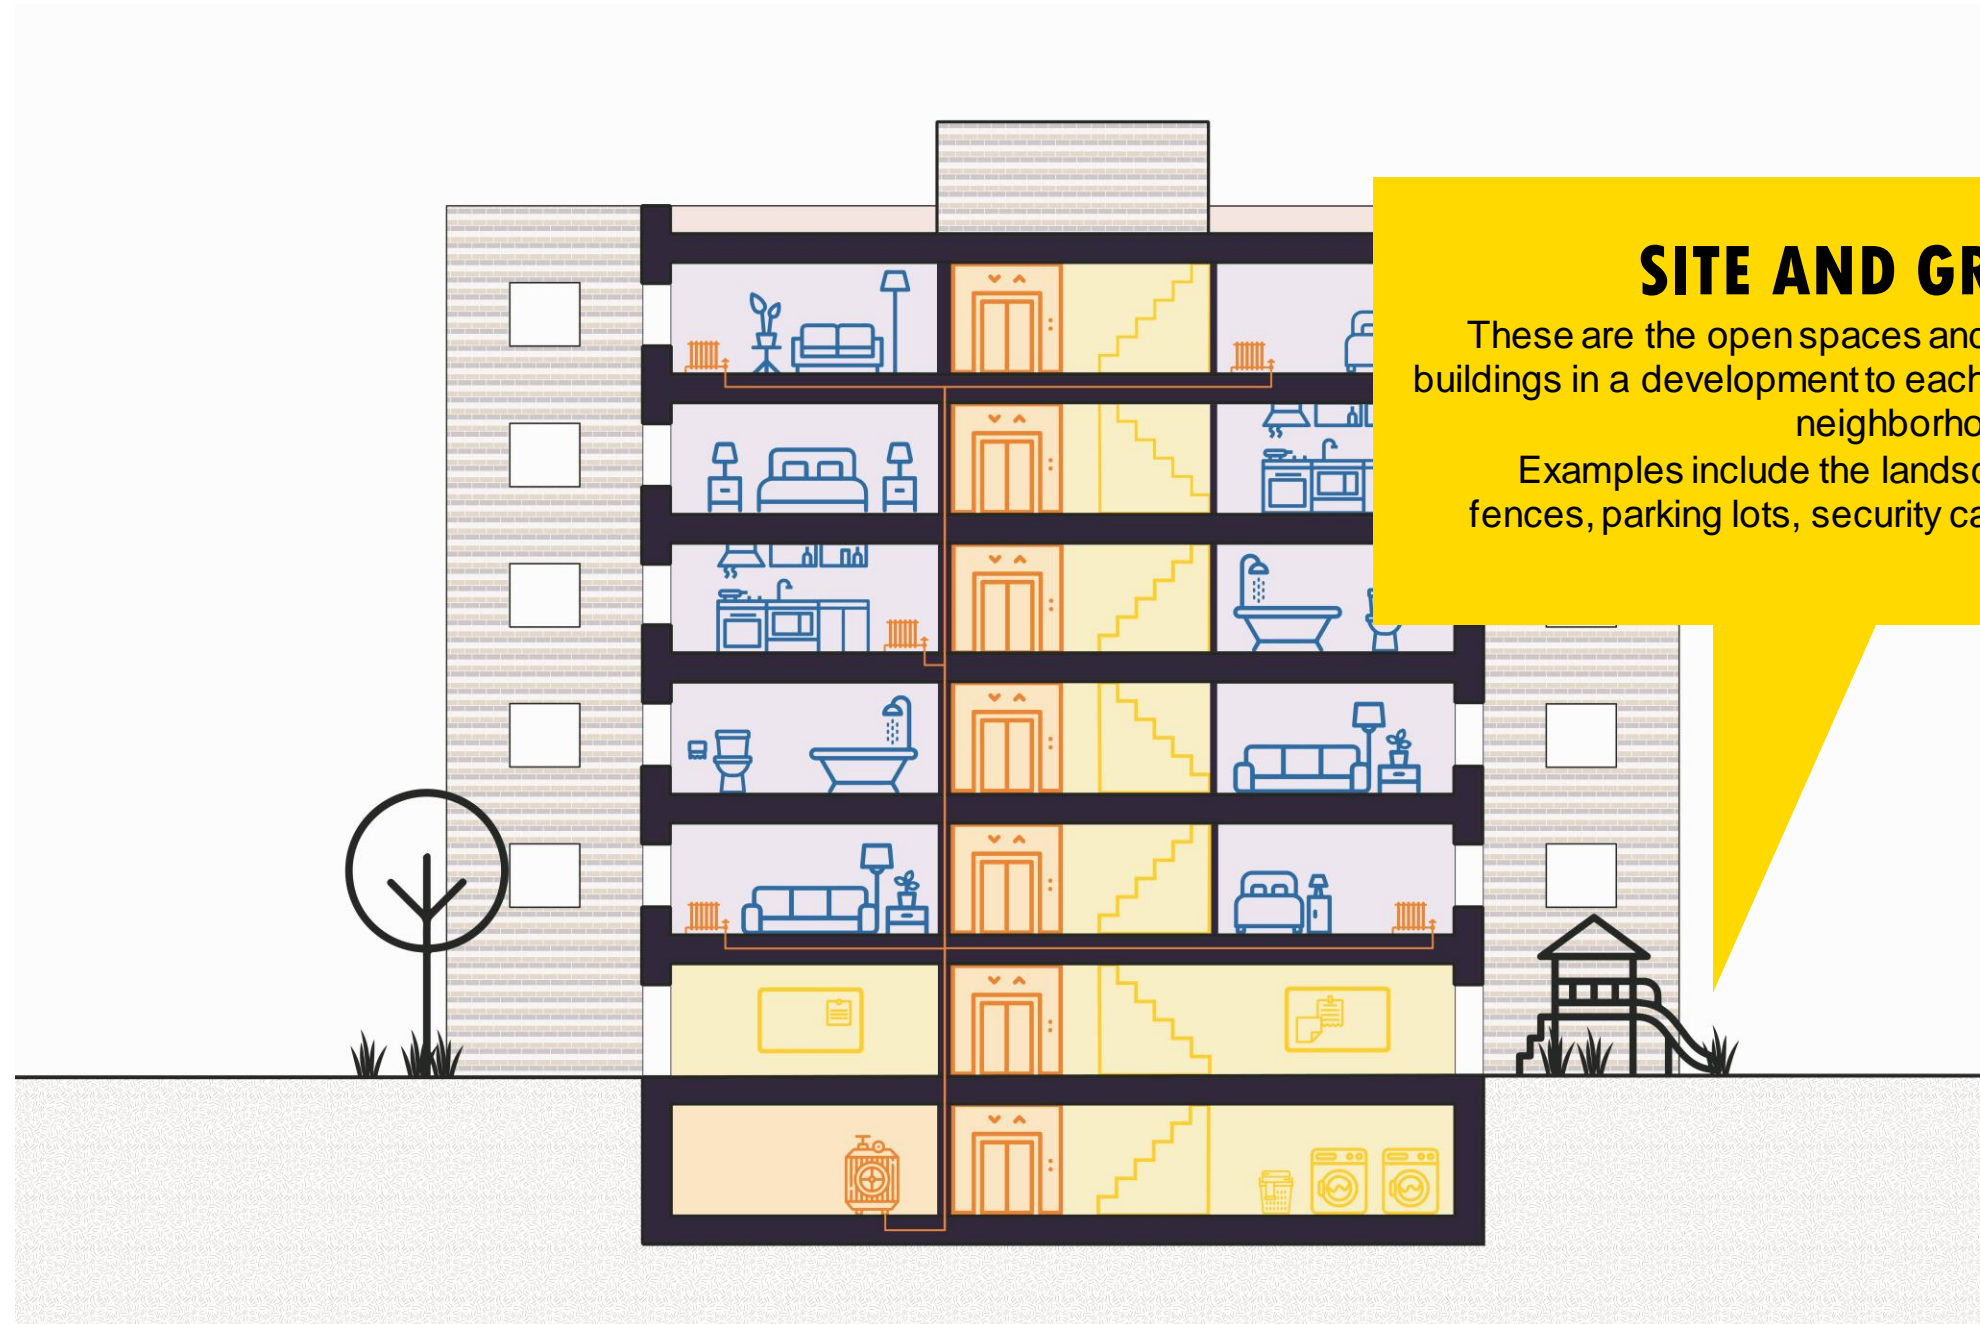 SITE AND GR
These are the open spaces and
buildings in a development to each
neighborho
Examples include the landsc
fences, parking lots, security ca